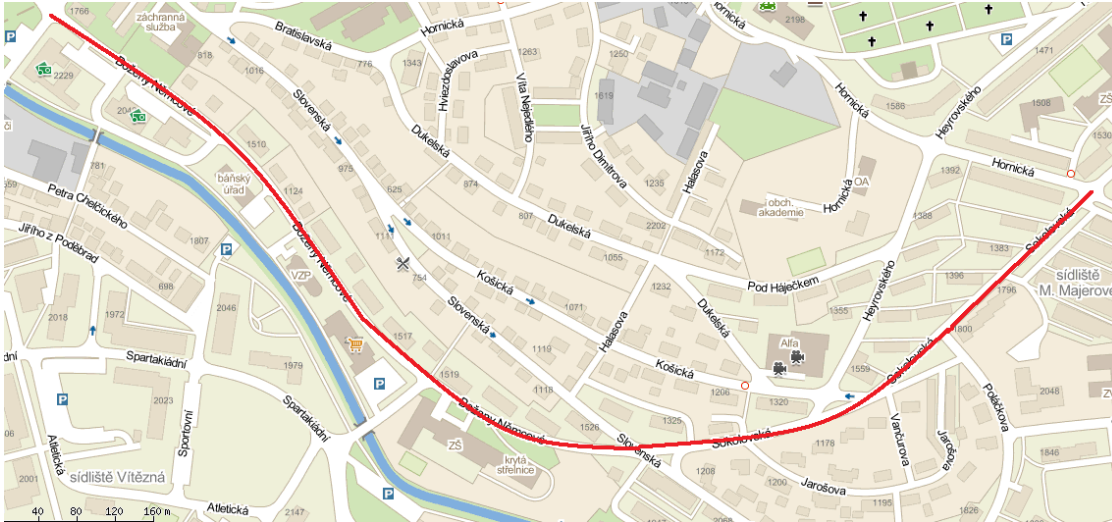 1766
záchranná
služba
Bratislavská
Hornická
Hornická
2198
1471
818
1016
776
1343
1263
1250
2229
Boženy Němcové
Slovenská
Hviezdoslavova
Víta Nejedlého
1619
Hornická
1586
Heyrovského
1508
ZŠ
1530
781
1510
975
Dukelská
Jiřího Dimitrova
Halasova
Petra Chelčického
báňský
úřad
1124
625
874
1235
OA
1392
Hornická
Jiřího z Poděbrad
1807
1111
1011
807
Dukelská
2202
obch.
akademie
Hornická
1388
Sokolovská
VZP
Boženy Němcové
754
Košická
1055
1172
1383
698
1232
Pod Háječkem
1396
sídliště
M. Majerové
2018
1972
2046
1071
1355
Heyrovského
1796
Slovenská
Halasova
Dukelská
1517
1119
Alfa
1800
Spartakiádní
1979
1519
1118
Košická
1206
1559
Sokolovská
2023
Spartakiádní
Sportovní
Boženy Němcové
1320
Poláčkova
2048
Atletická
ZŠ
1526
1325
Slovenská
Sokolovská
1178
Vančurova
Jarošova
1846
krytá
střelnice
sídliště Vítězná
2001
1208
1200
Jarošova
Atletická
2147
1195
1826
40 80 120 160 m